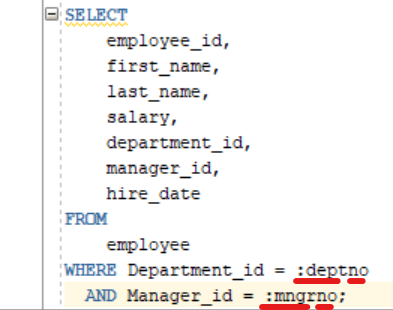 SELECT
employee_id,
first_name,
last_name,
salary,
department_id,
manager_id,
hire_date
FROM
employee
WHERE Department_id = :deptno
AND Manager_id = :mngrno;